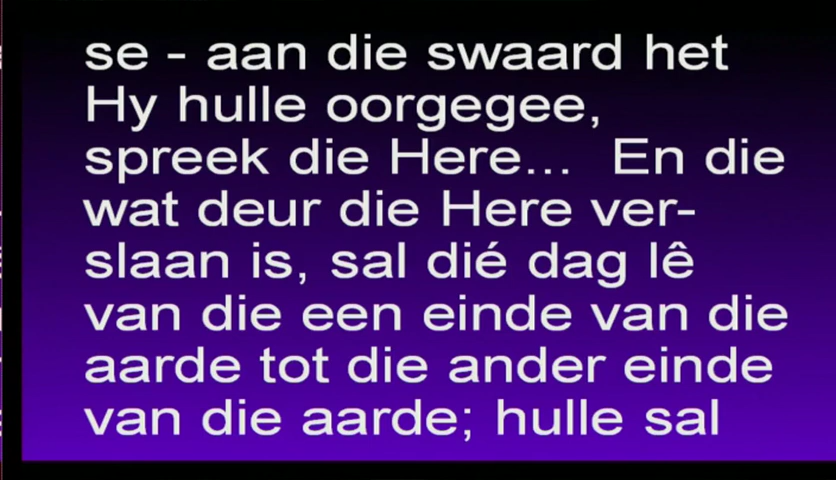 se - aan die swaard het
Hy hulle oorgegee,
spreek die Here... En die
wat deur die Here ver-
slaan is, sal dié dag lê
van die een einde van die
aarde tot die ander einde
van die aarde; hulle sal